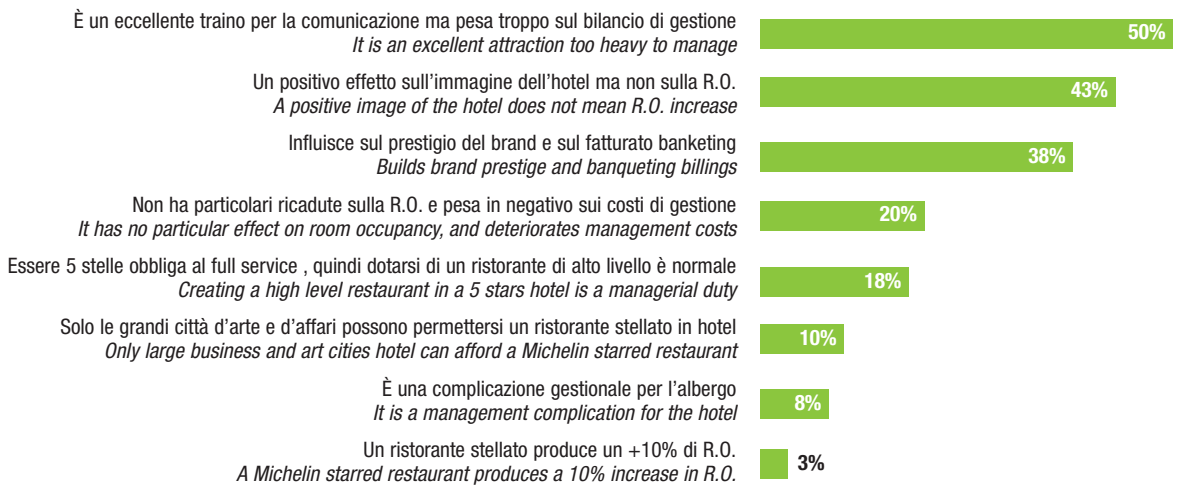 È un eccellente traino per la comunicazione ma pesa troppo sul bilancio di gestione
It is an excellent attraction too heavy to manage
50%
Un positivo effetto sull’immagine dell’hotel ma non sulla R.O.
A positive image of the hotel does not mean R.O. increase
43%
Influisce sul prestigio del brand e sul fatturato banketing
Builds brand prestige and banqueting billings
38%
Non ha particolari ricadute sulla R.O. e pesa in negativo sui costi di gestione
It has no particular effect on room occupancy, and deteriorates management costs
20%
Essere 5 stelle obbliga al full service , quindi dotarsi di un ristorante di alto livello è normale
Creating a high level restaurant in a 5 stars hotel is a managerial duty
18%
Solo le grandi città d’arte e d’affari possono permettersi un ristorante stellato in hotel
Only large business and art cities hotel can afford a Michelin starred restaurant
10%
È una complicazione gestionale per l’albergo
It is a management complication for the hotel
8%
Un ristorante stellato produce un +10% di R.O.
A Michelin starred restaurant produces a 10% increase in R.O.
3%